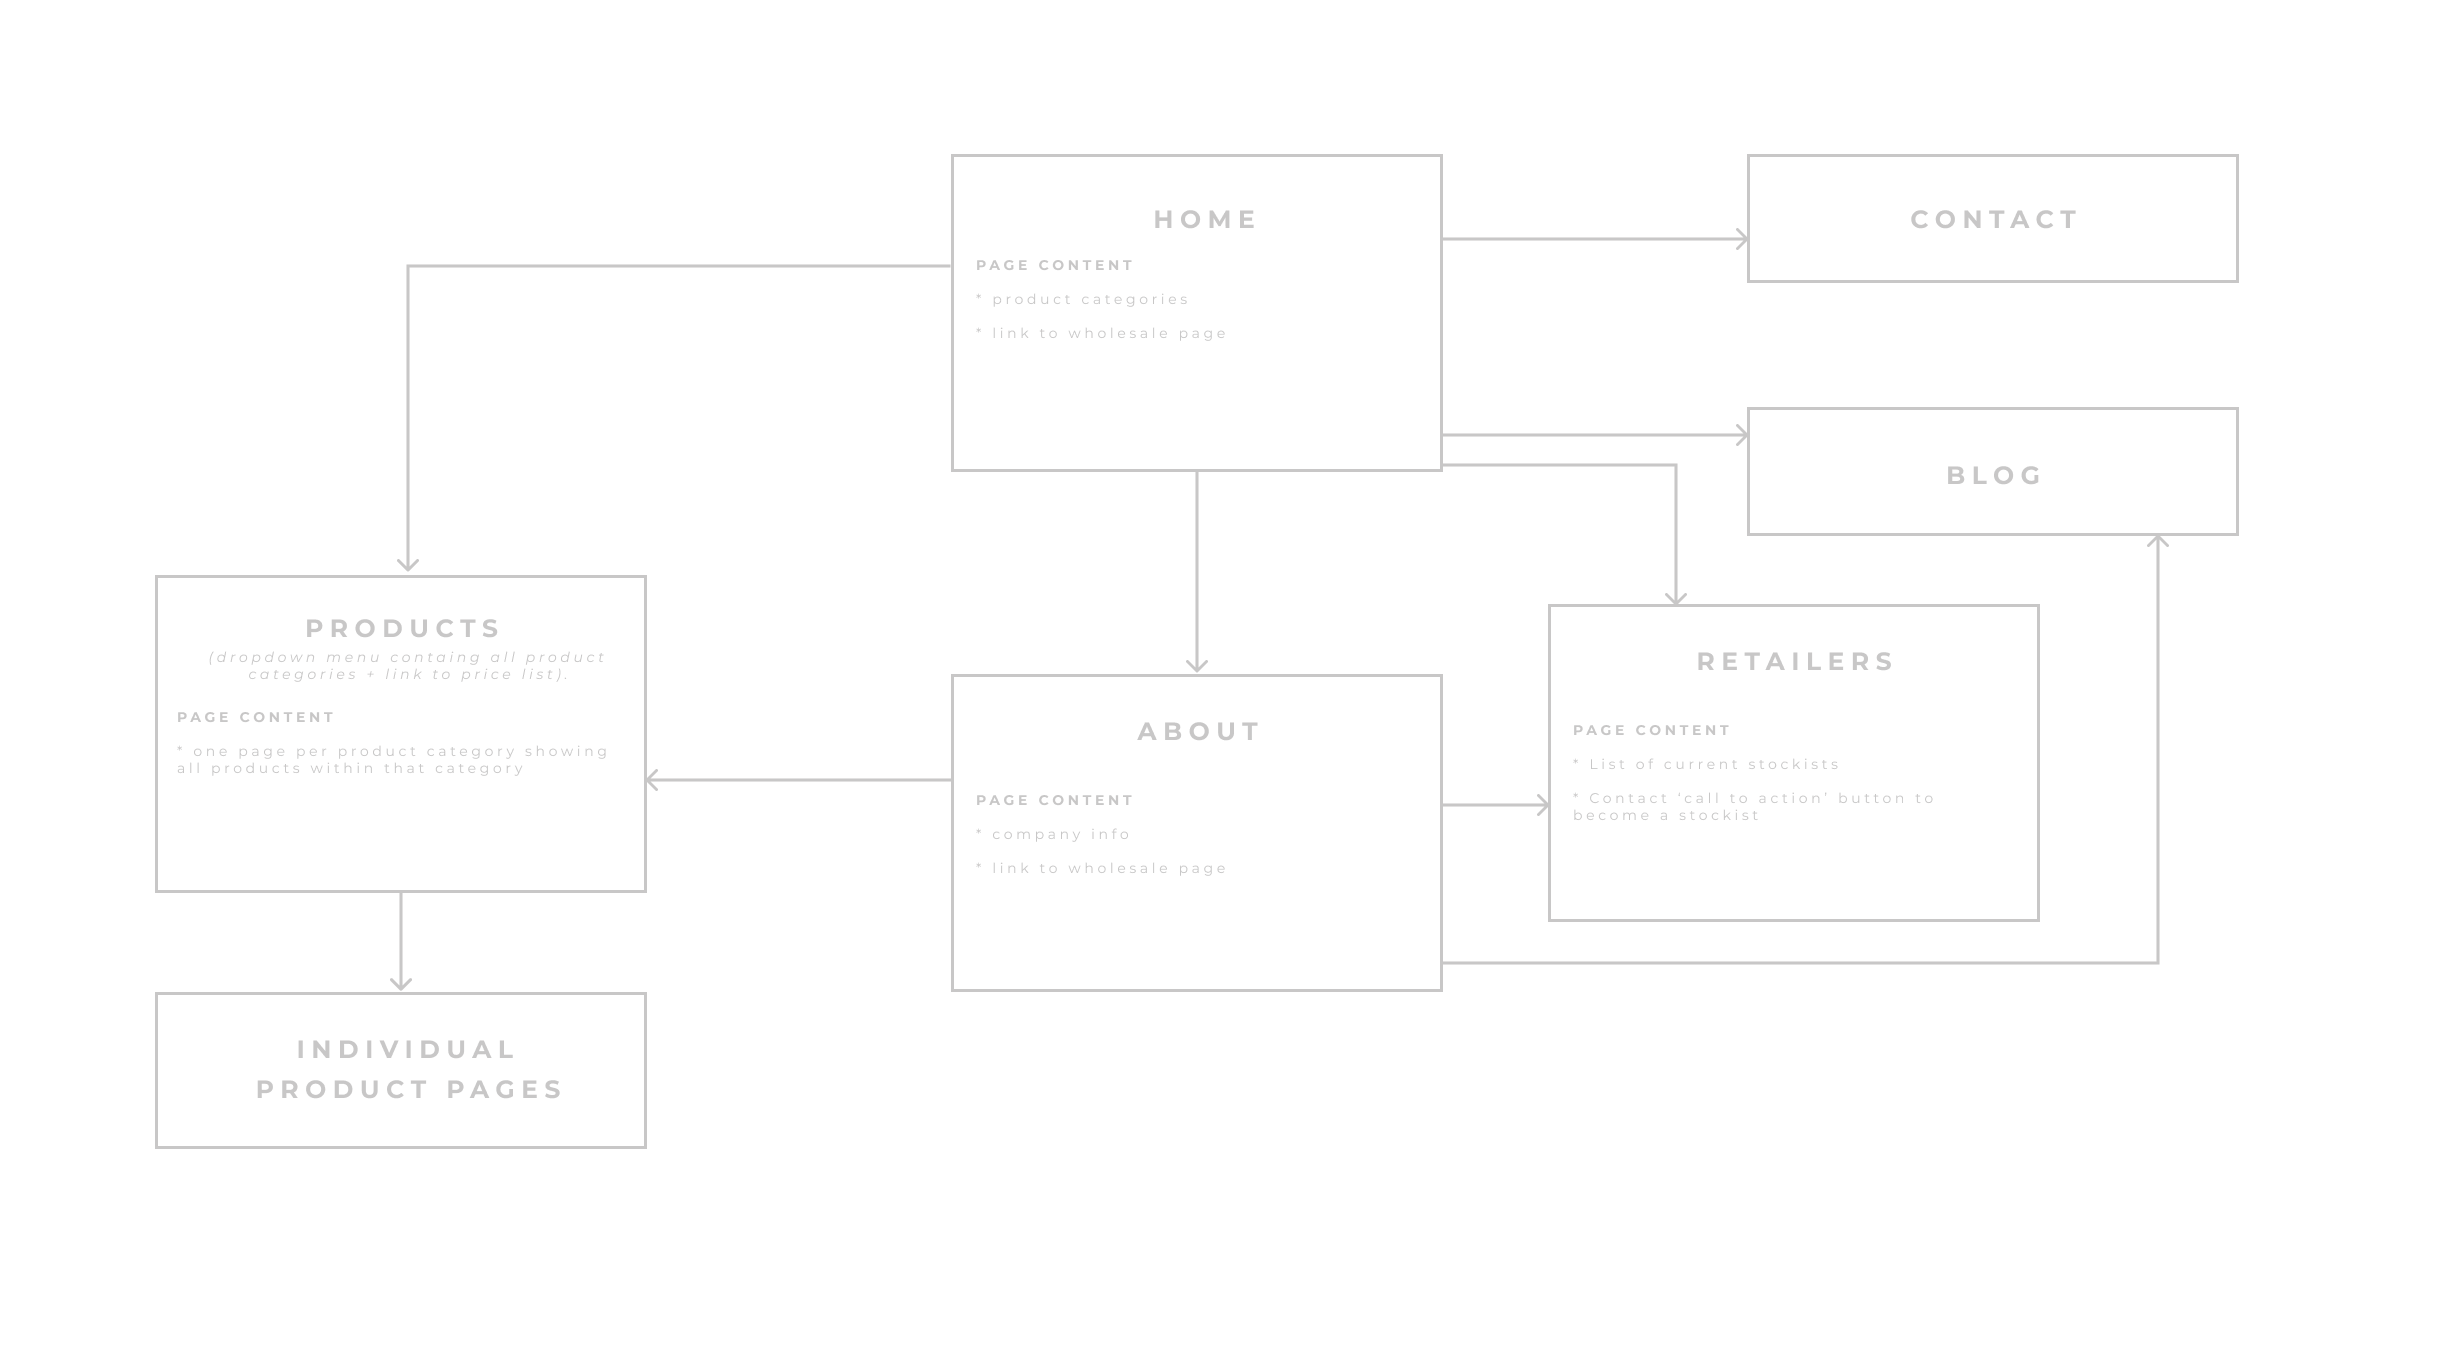 HOME
PAGE CONTENT
* product categories
* link to wholesale page
CONTACT
BLOG
PRODUCTS
(dropdown menu containg all product
categories + link to price list).
PAGE CONTENT
* one page per product category showing
all products within that category
ABOUT
PAGE CONTENT
* company info
* link to wholesale page
RETAILERS
PAGE CONTENT
* List of current stockists
* Contact ‘call to action’ button to
become a stockist
INDIVIDUAL
PRODUCT PAGES